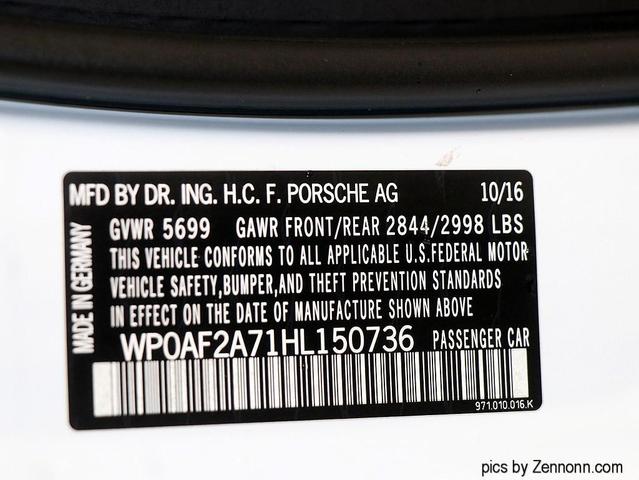 MFD BY DR. ING. H.C. F. PORSCHE AG 10/16
GVWR 5699 GAWR FRONT/REAR 2844/2998 LBS
THIS VEHICLE CONFORMS TO ALL APPLICABLE U.S.FEDERAL MOTOR
VEHICLE SAFETY,BUMPER,AND THEFT PREVENTION STANDARDS
IN EFFECT ON THE DATE OF MANUFACTURE SHOWN ABOVE
MADE IN GERMANY
WP0AF2A71HL150736 PASSENGER CAR
971.010.016.K
pics by Zennonn.com